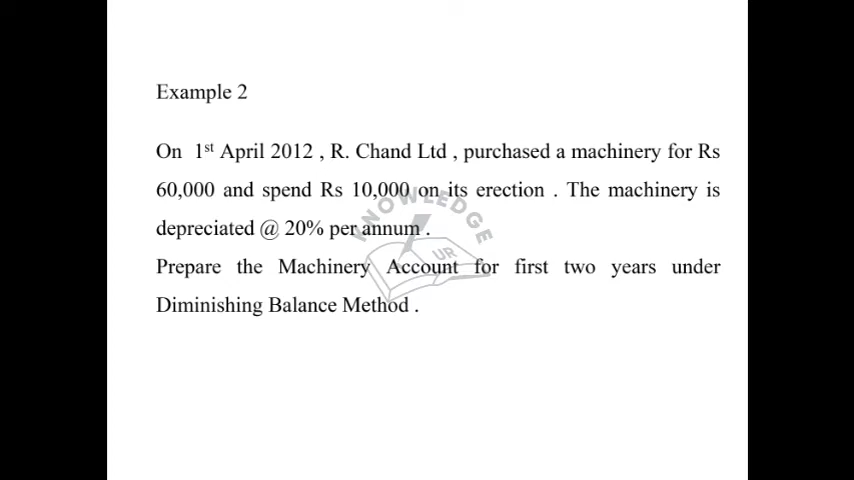 Example 2
On 1st April 2012 , R. Chand Ltd , purchased a machinery for Rs
60,000 and spend Rs 10,000 on its erection . The machinery is
depreciated @ 20% per annum .
Prepare the Machinery Account for first two years under
Diminishing Balance Method .
KNOWLEDGE
UR